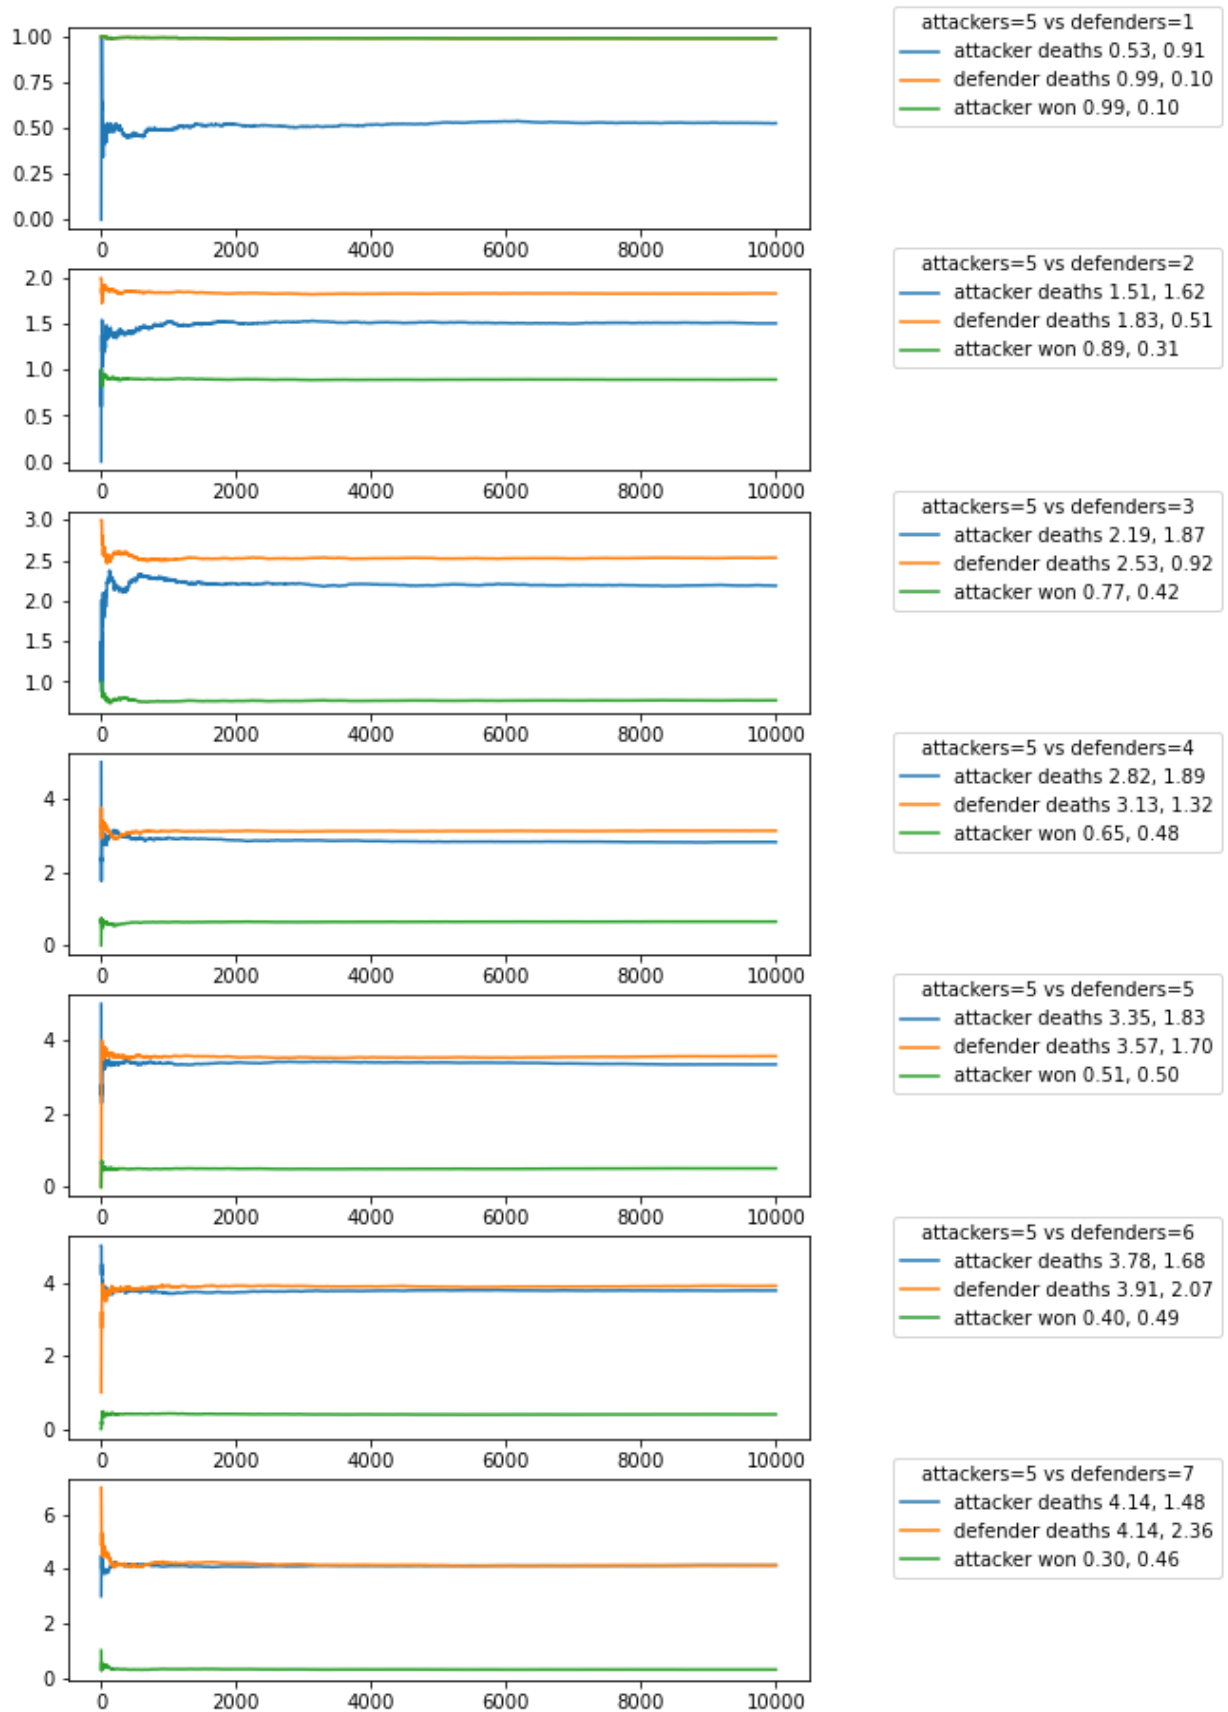 1.00
0.75
0.50
0.25
0.00
0 2000 4000 6000 8000 10000
attackers=5 vs defenders=1
attacker deaths 0.53, 0.91
defender deaths 0.99, 0.10
attacker won 0.99, 0.10
2.0
1.5
1.0
0.5
0.0
0 2000 4000 6000 8000 10000
attackers=5 vs defenders=2
attacker deaths 1.51, 1.62
defender deaths 1.83, 0.51
attacker won 0.89, 0.31
3.0
2.5
2.0
1.5
1.0
0 2000 4000 6000 8000 10000
attackers=5 vs defenders=3
attacker deaths 2.19, 1.87
defender deaths 2.53, 0.92
attacker won 0.77, 0.42
4
2
0
0 2000 4000 6000 8000 10000
attackers=5 vs defenders=4
attacker deaths 2.82, 1.89
defender deaths 3.13, 1.32
attacker won 0.65, 0.48
4
2
0
0 2000 4000 6000 8000 10000
attackers=5 vs defenders=5
attacker deaths 3.35, 1.83
defender deaths 3.57, 1.70
attacker won 0.51, 0.50
4
2
0
0 2000 4000 6000 8000 10000
attackers=5 vs defenders=6
attacker deaths 3.78, 1.68
defender deaths 3.91, 2.07
attacker won 0.40, 0.49
6
4
2
0
0 2000 4000 6000 8000 10000
attackers=5 vs defenders=7
attacker deaths 4.14, 1.48
defender deaths 4.14, 2.36
attacker won 0.30, 0.46